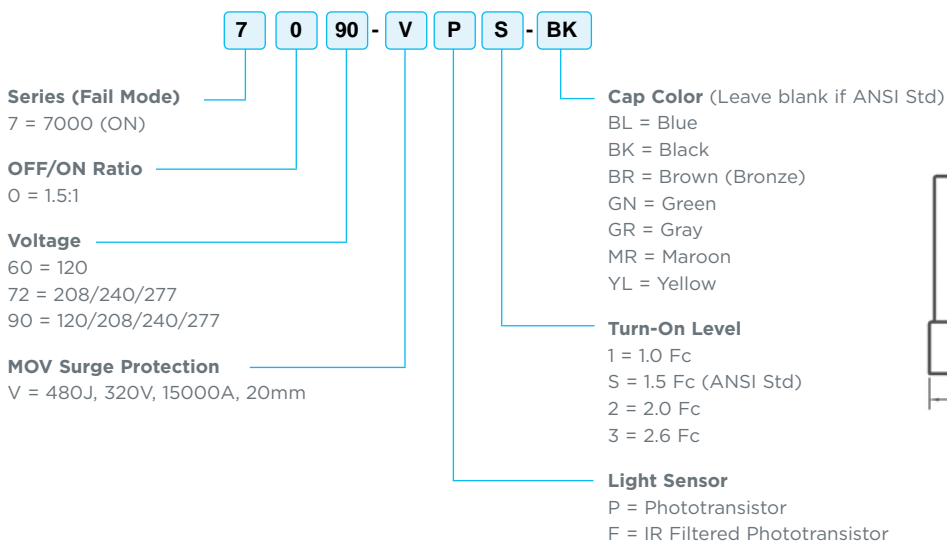 7 0 90 - V P S - BK
Series (Fail Mode)
7 = 7000 (ON)
OFF/ON Ratio
0 = 1.5:1
Voltage
60 = 120
72 = 208/240/277
90 = 120/208/240/277
MOV Surge Protection
V = 480J, 320V, 15000A, 20mm
Cap Color (Leave blank if ANSI Std)
BL = Blue
BK = Black
BR = Brown (Bronze)
GN = Green
GR = Gray
MR = Maroon
YL = Yellow
Turn-On Level
1 = 1.0 Fc
S = 1.5 Fc (ANSI Std)
2 = 2.0 Fc
3 = 2.6 Fc
Light Sensor
P = Phototransistor
F = IR Filtered Phototransistor